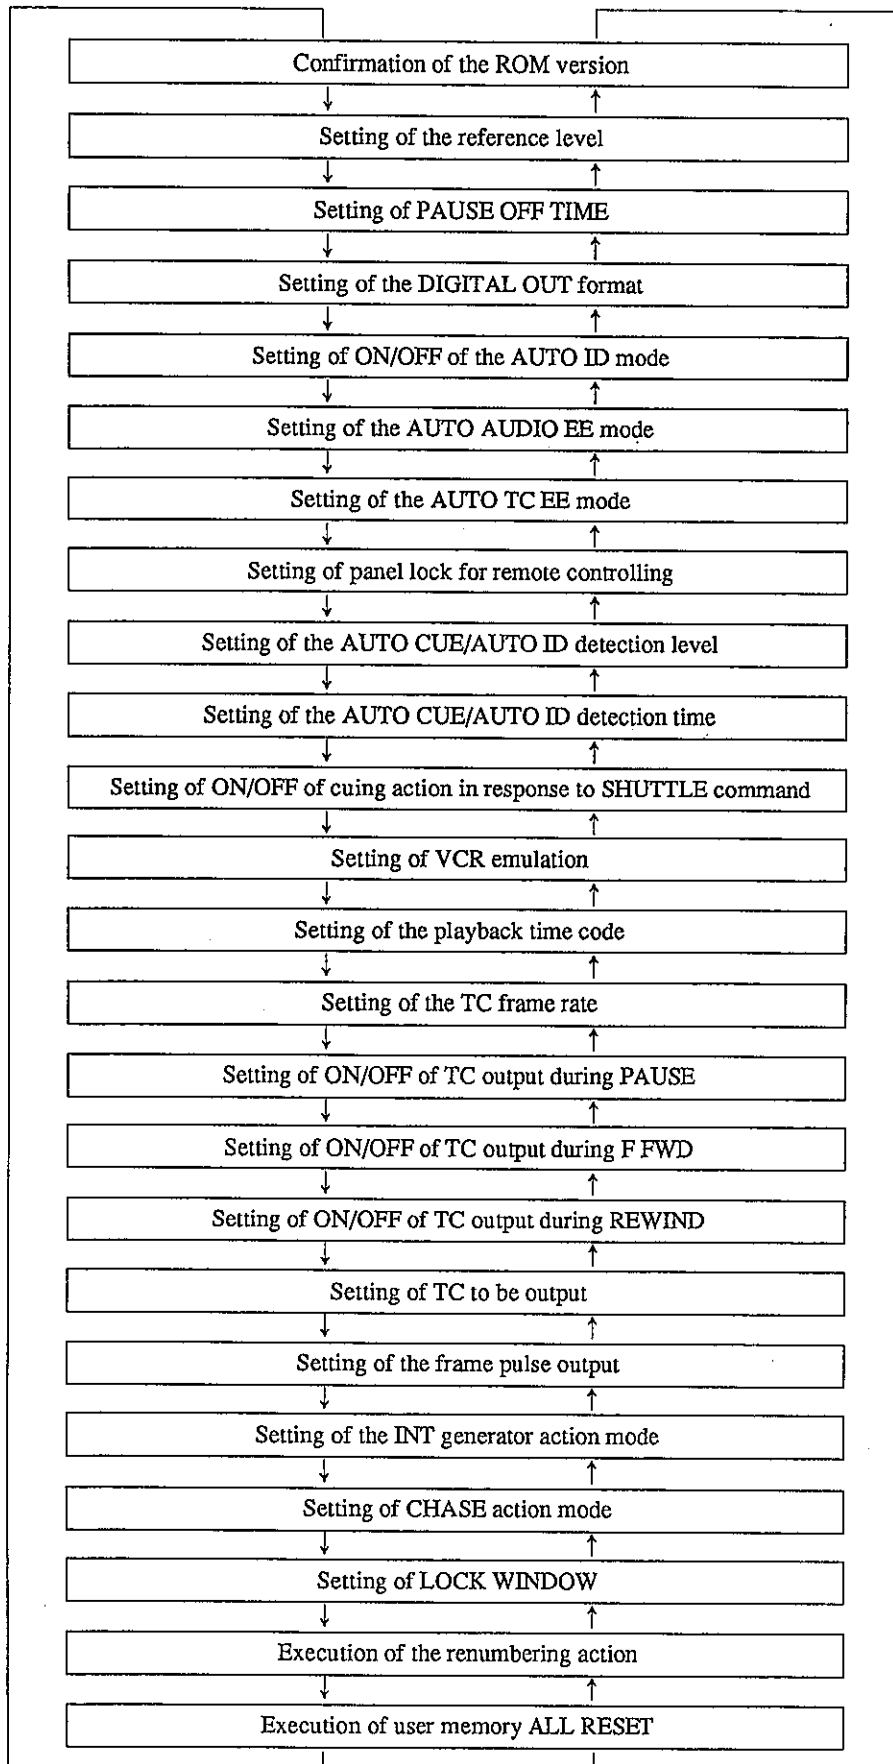 Confirmation of the ROM version
Setting of the reference level
Setting of PAUSE OFF TIME
Setting of the DIGITAL OUT format
Setting of ON/OFF of the AUTO ID mode
Setting of the AUTO AUDIO EE mode
Setting of the AUTO TC EE mode
Setting of panel lock for remote controlling
Setting of the AUTO CUE/AUTO ID detection level
Setting of the AUTO CUE/AUTO ID detection time
Setting of ON/OFF of cuing action in response to SHUTTLE command
Setting of VCR emulation
Setting of the playback time code
Setting of the TC frame rate
Setting of ON/OFF of TC output during PAUSE
Setting of ON/OFF of TC output during F FWD
Setting of ON/OFF of TC output during REWIND
Setting of TC to be output
Setting of the frame pulse output
Setting of the INT generator action mode
Setting of CHASE action mode
Setting of LOCK WINDOW
Execution of the renumbering action
Execution of user memory ALL RESET